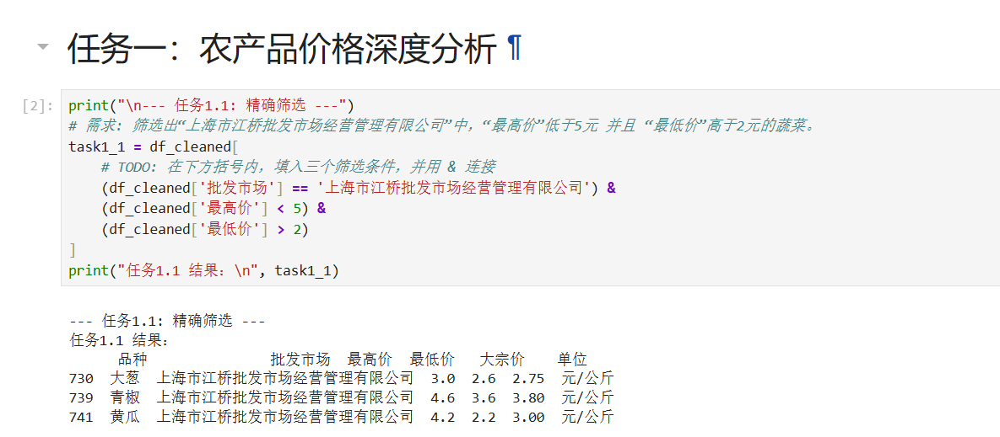 任务一：农产品价格深度分析 ¶
[2]:
print("\n--- 任务1.1: 精确筛选 ---")
# 需求: 筛选出“上海市江桥批发市场经营管理有限公司”中，“最高价”低于5元 并且 “最低价”高于2元的蔬菜。
task1_1 = df_cleaned[
    # TODO: 在下方括号内，填入三个筛选条件，并用 & 连接
    (df_cleaned['批发市场'] == '上海市江桥批发市场经营管理有限公司') &
    (df_cleaned['最高价'] < 5) &
    (df_cleaned['最低价'] > 2)
]
print("任务1.1 结果：\n", task1_1)
--- 任务1.1: 精确筛选 ---
任务1.1 结果：
品种 批发市场 最高价 最低价 大宗价 单位
730 大葱 上海市江桥批发市场经营管理有限公司 3.0 2.6 2.75 元/公斤
739 青椒 上海市江桥批发市场经营管理有限公司 4.6 3.6 3.80 元/公斤
741 黄瓜 上海市江桥批发市场经营管理有限公司 4.2 2.2 3.00 元/公斤